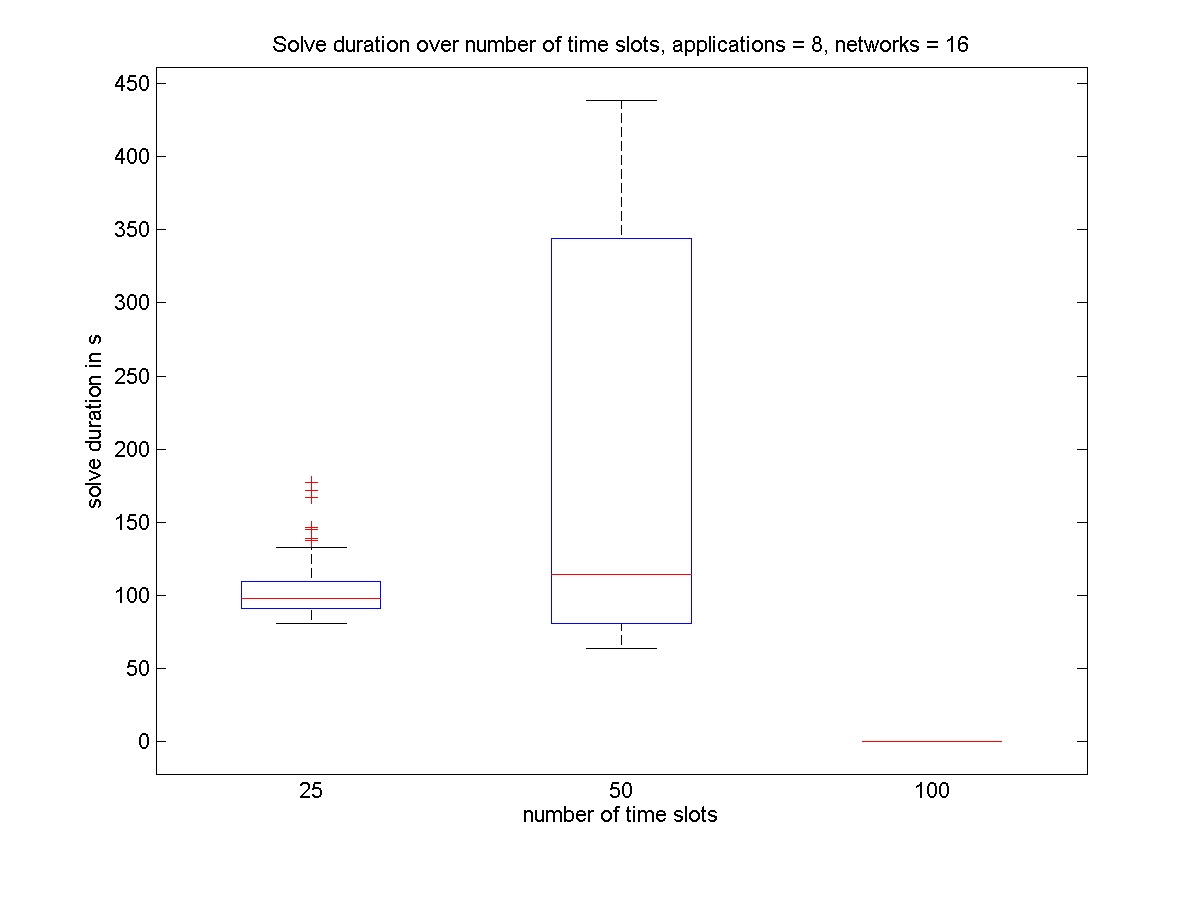 Solve duration over number of time slots, applications = 8, networks = 16
450
400
350
300
250
200
150
100
50
0
solve duration in s
25 50 100
number of time slots